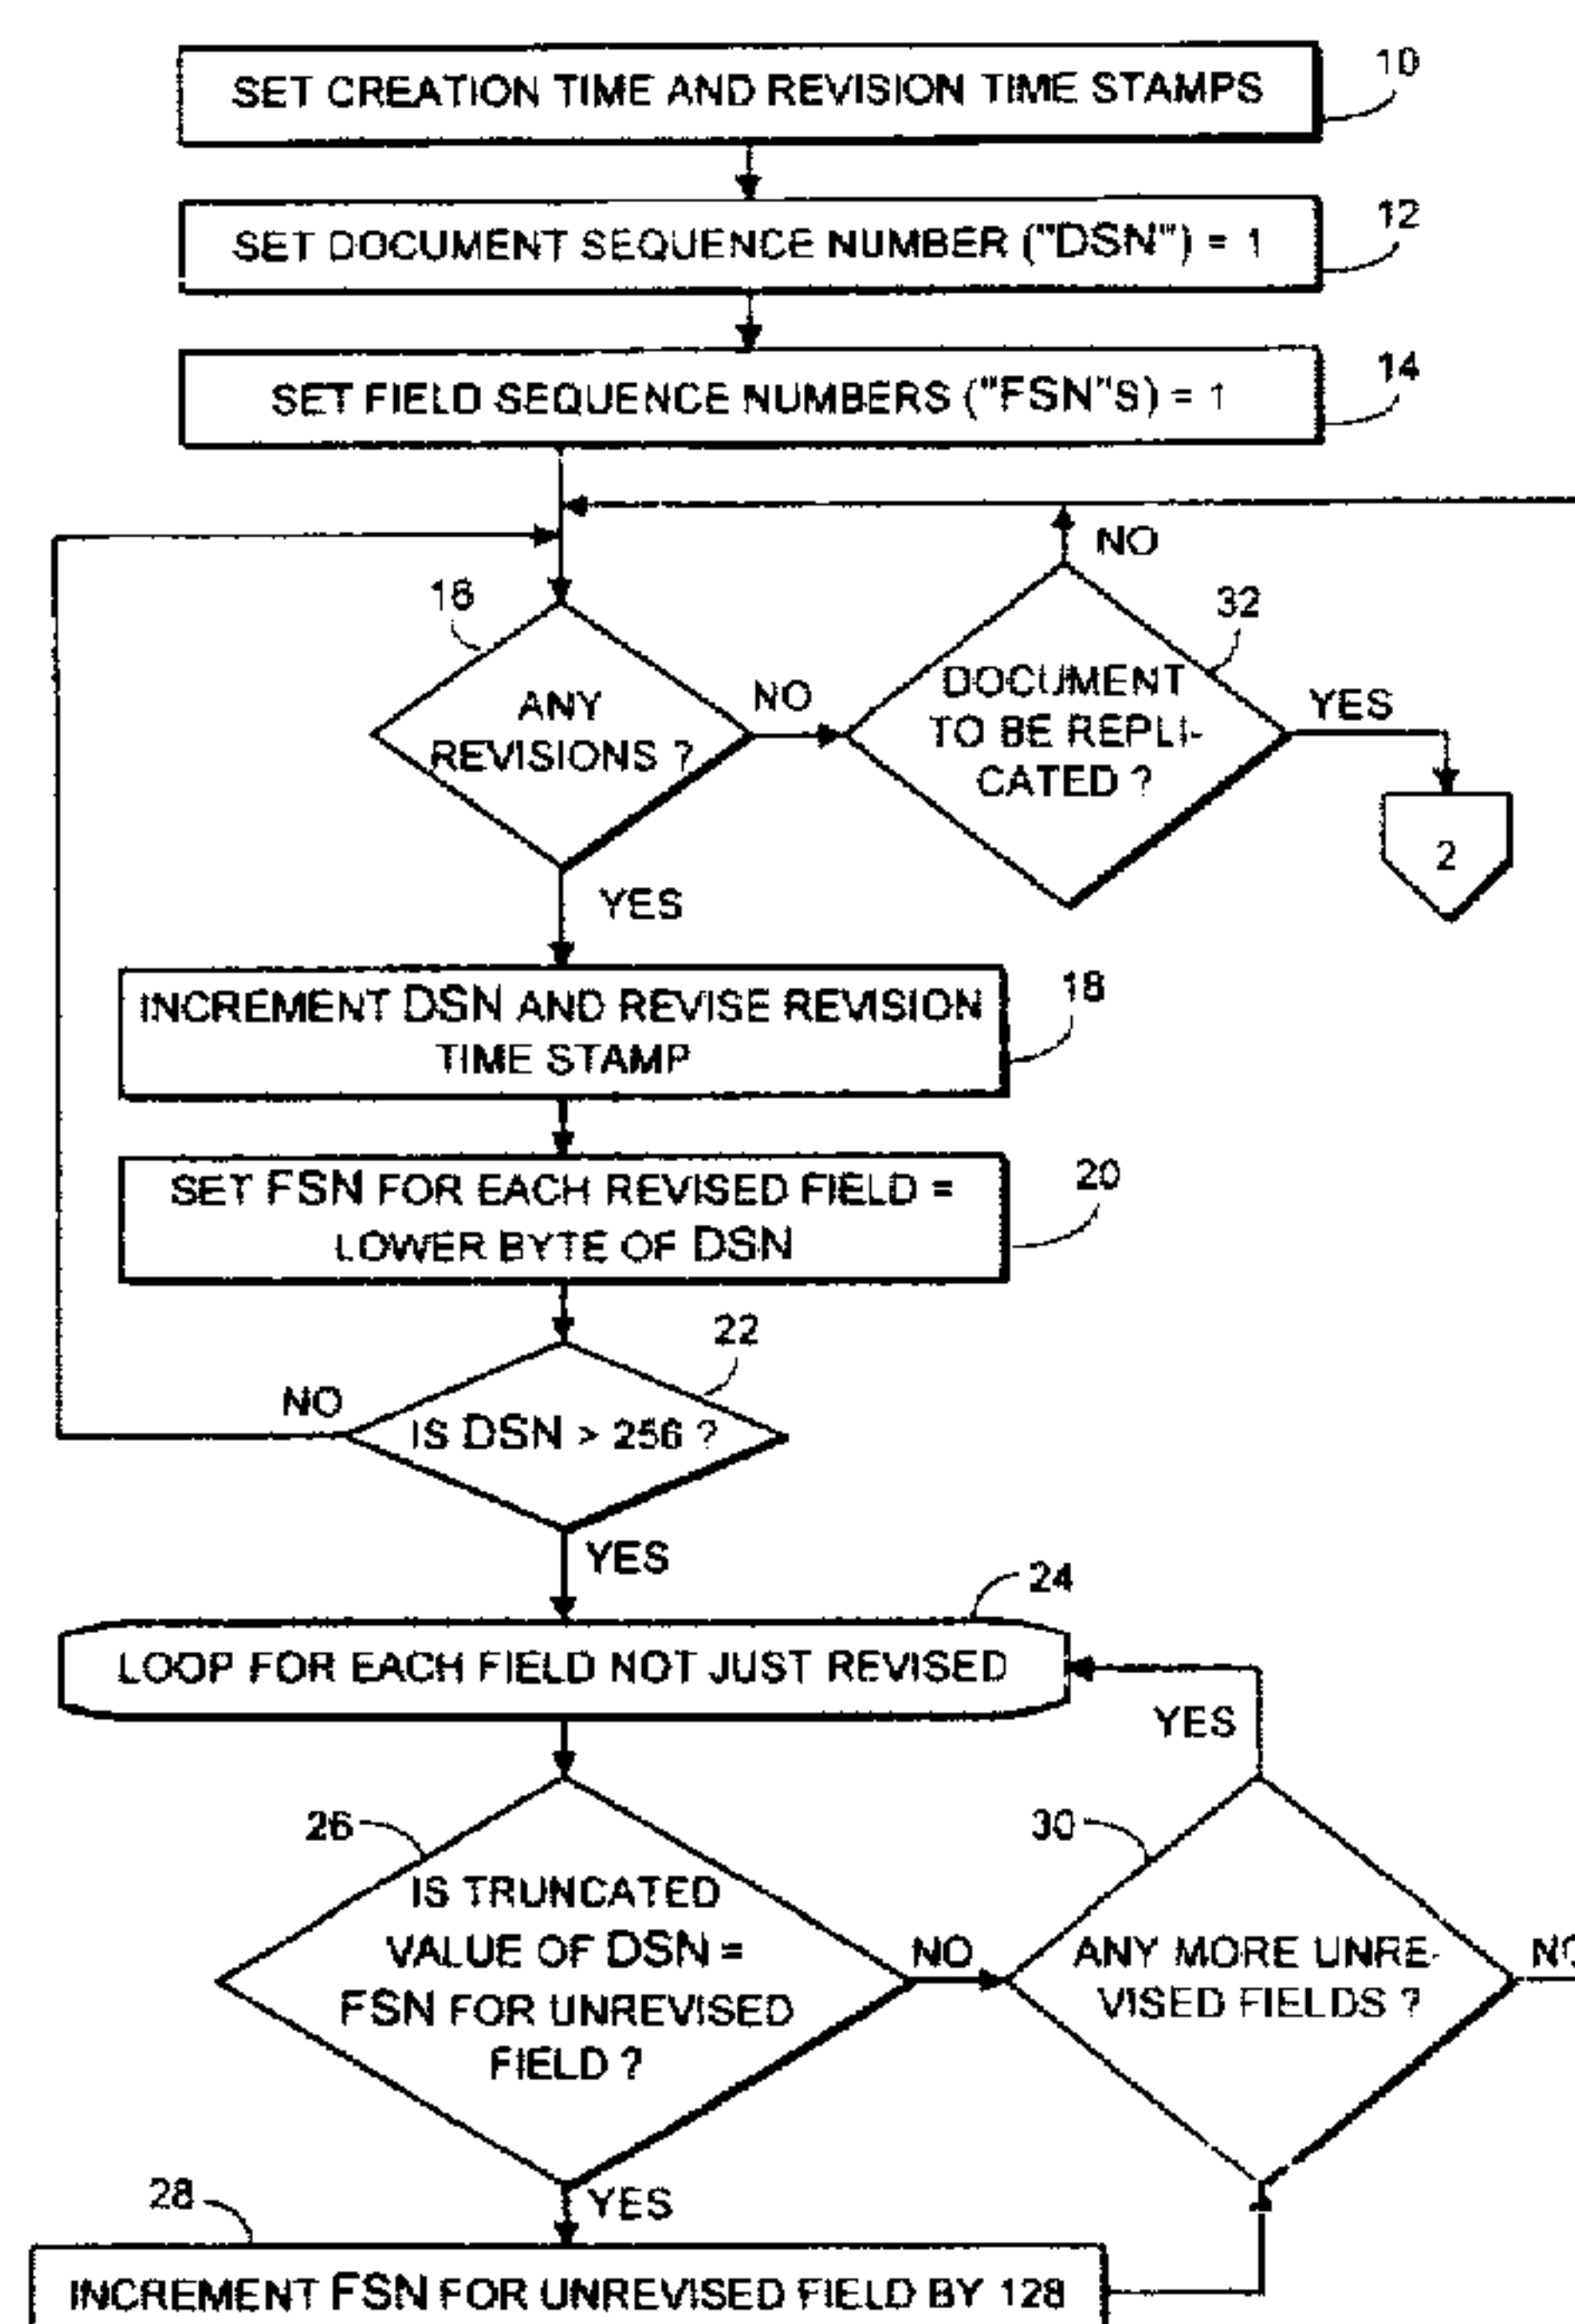 SET CREATION TIME AND REVISION TIME STAMPS
10
SET DOCUMENT SEQUENCE NUMBER ("DSN") = 1
12
SET FIELD SEQUENCE NUMBERS ("FSN"s) = 1
14
16
ANY
REVISIONS ?
NO
NO
32
DOCUMENT
TO BE REPLI-
CATED ?
YES
2
YES
INCREMENT DSN AND REVISE REVISION
TIME STAMP
18
SET FSN FOR EACH REVISED FIELD =
LOWER BYTE OF DSN
20
22
NO
IS DSN > 256 ?
YES
24
LOOP FOR EACH FIELD NOT JUST REVISED
YES
26
IS TRUNCATED
VALUE OF DSN =
FSN FOR UNREVISED
FIELD ?
NO
30
ANY MORE UNRE-
VISED FIELDS ?
NO
YES
28
INCREMENT FSN FOR UNREVISED FIELD BY 128